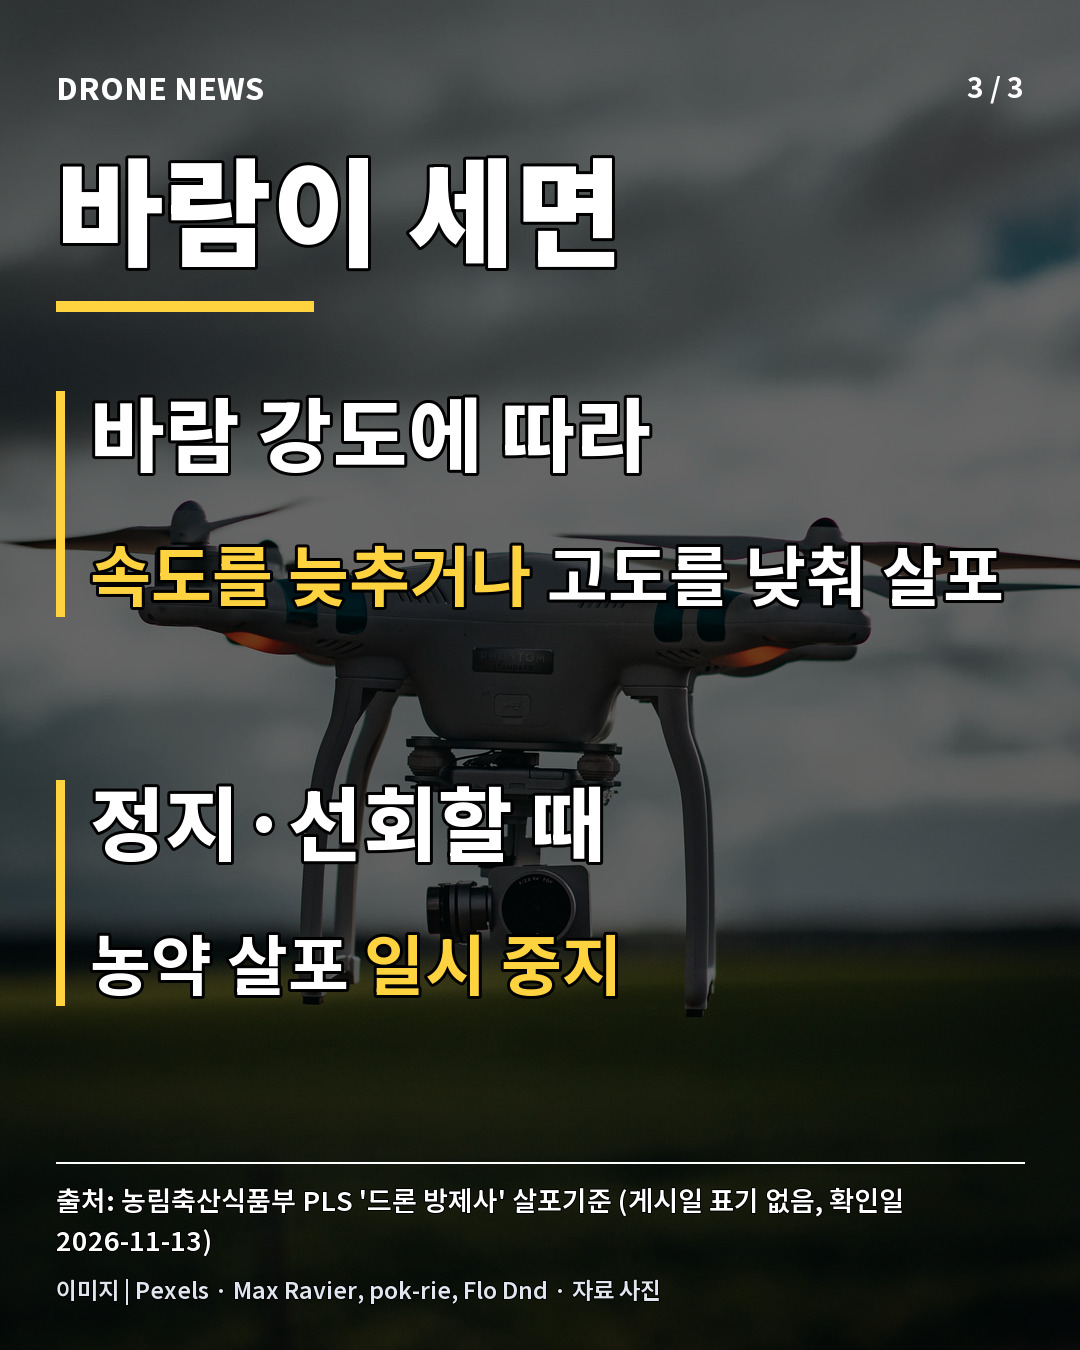 DRONE NEWS
3 / 3
바람이 세면
바람 강도에 따라
속도를 늦추거나 고도를 낮춰 살포
정지·선회할 때
농약 살포 일시 중지
출처: 농림축산식품부 PLS '드론 방제사' 살포기준 (게시일 표기 없음, 확인일
2026-11-13)
이미지 | Pexels · Max Ravier, pok-rie, Flo Dnd · 자료 사진
PHANTOM